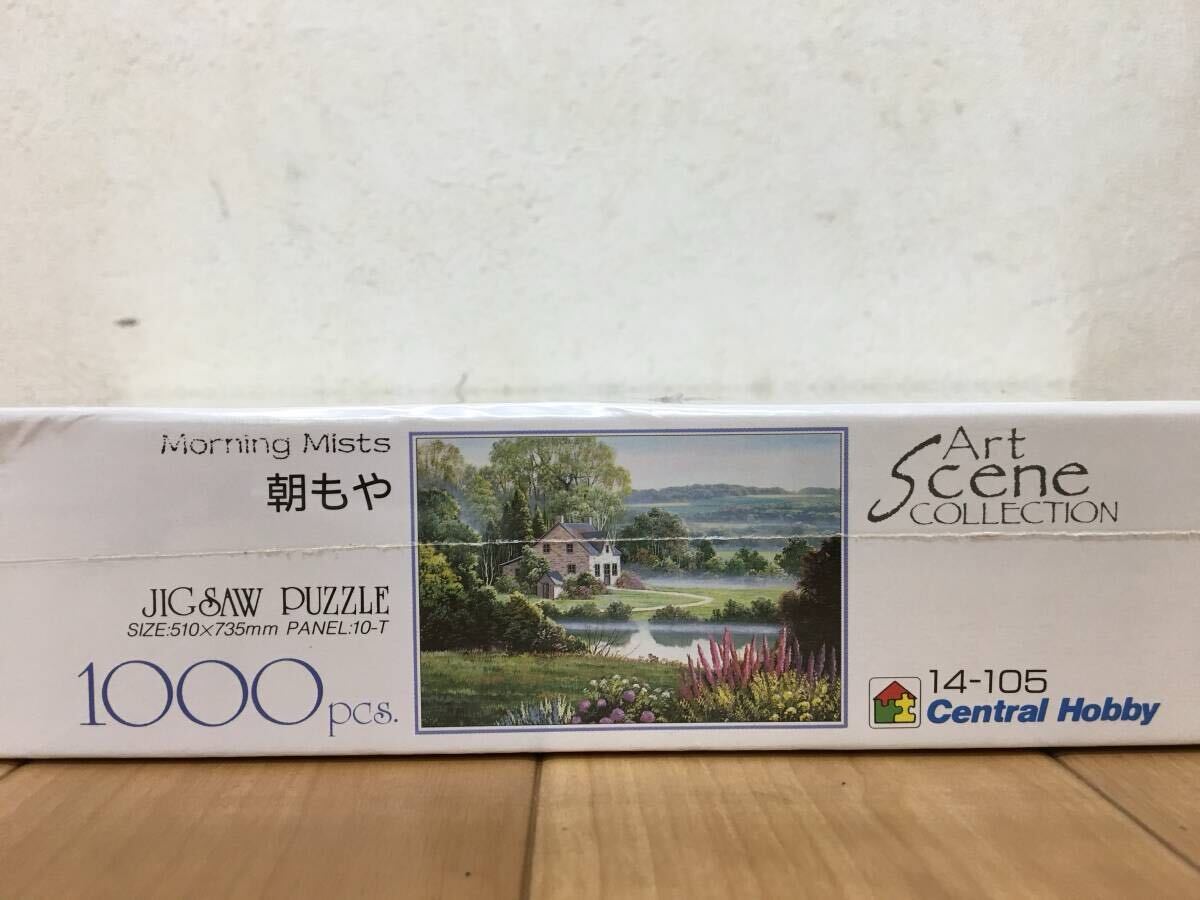 Morning Mists
朝もや
JIGSAW PUZZLE
SIZE:510×735mm PANEL:10-T
1000pcs.
Art
Scene
COLLECTION
14-105
Central Hobby